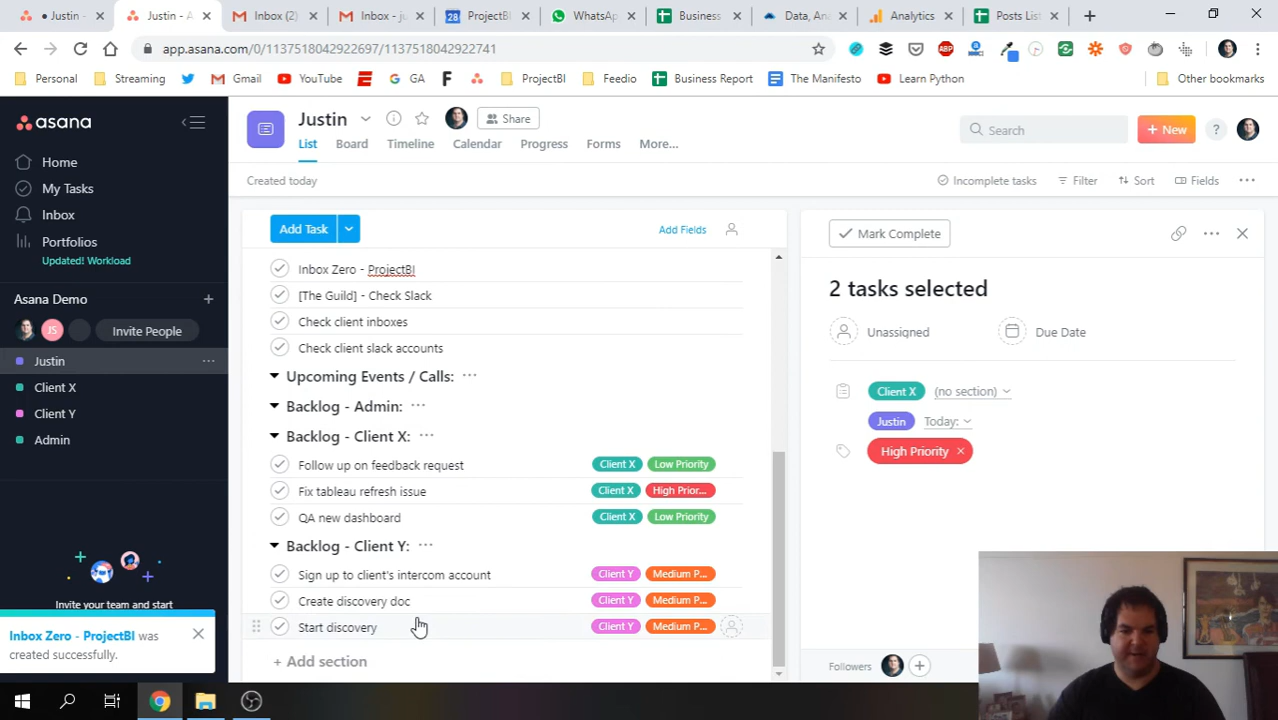 Justin -
Justin - A
Inbox (2)
Inbox - ju
28
ProjectBI
WhatsAp
Business
Data, An
Analytics
Posts List
app.asana.com/0/1137518042922697/1137518042922741
ABP
Personal
Streaming
Gmail
YouTube
G GA
F
ProjectBI
Feedio
Business Report
The Manifesto
Learn Python
Other bookmarks
asana
Home
My Tasks
Inbox
Portfolios
Updated! Workload
Asana Demo
+
JS
Invite People
Justin
Client X
Client Y
Admin
Invite your team and start
Inbox Zero - ProjectBI was
created successfully.
Justin
Share
Search
+ New
?
List
Board
Timeline
Calendar
Progress
Forms
More...
Created today
Incomplete tasks
Filter
Sort
Fields
Add Task
Add Fields
Inbox Zero - ProjectBI
[The Guild] - Check Slack
Check client inboxes
Check client slack accounts
Upcoming Events / Calls:
Backlog - Admin:
Backlog - Client X:
Follow up on feedback request Client X Low Priority
Fix tableau refresh issue Client X High Prior...
QA new dashboard Client X Low Priority
Backlog - Client Y:
Sign up to client's intercom account Client Y Medium P...
Create discovery doc Client Y Medium P...
Start discovery Client Y Medium P...
+ Add section
Mark Complete
2 tasks selected
Unassigned
Due Date
Client X (no section)
Justin Today:
High Priority ×
Followers